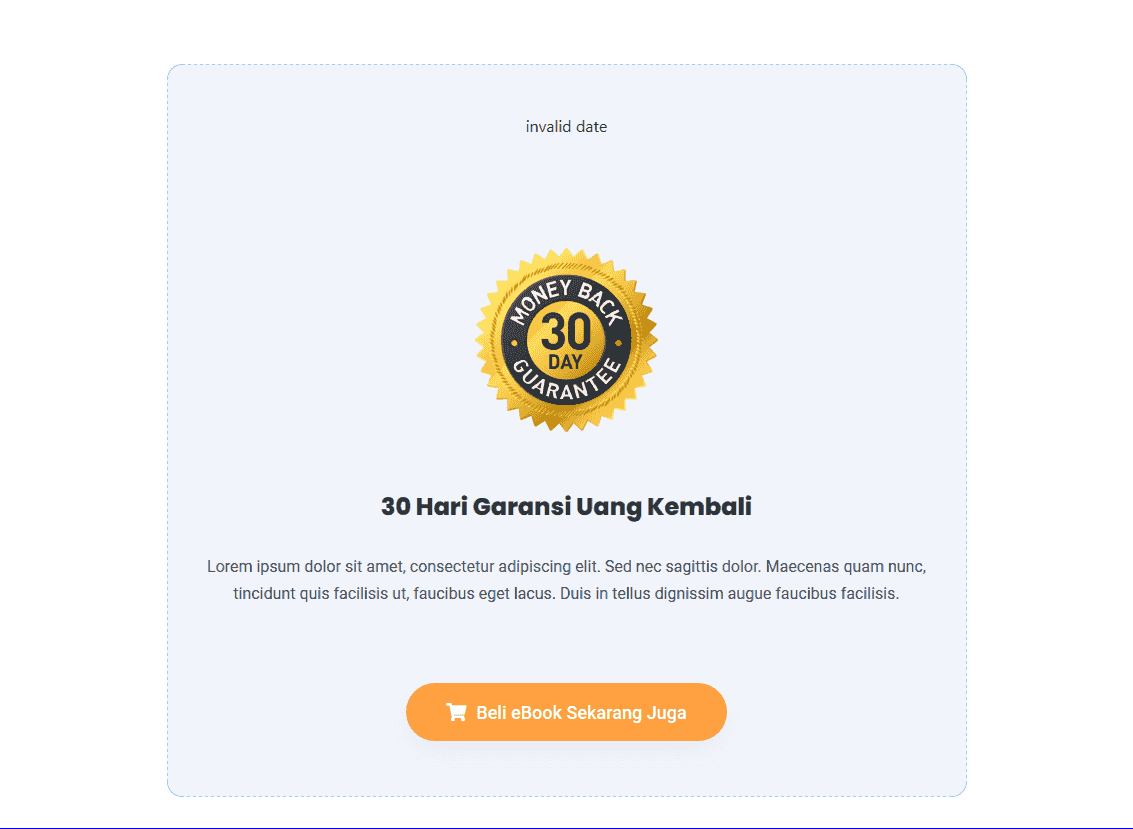 invalid date
MONEY BACK
30
DAY
GUARANTEE
30 Hari Garansi Uang Kembali
Lorem ipsum dolor sit amet, consectetur adipiscing elit. Sed nec sagittis dolor. Maecenas quam nunc,
tincidunt quis facilisis ut, faucibus eget lacus. Duis in tellus dignissim augue faucibus facilisis.
Beli eBook Sekarang Juga